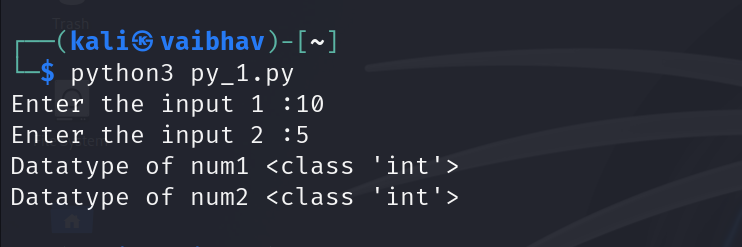 Trash
┌──(kali㉿vaibhav)-[~]
└─$ python3 py_1.py
Enter the input 1 :10
Enter the input 2 :5
Datatype of num1 <class 'int'>
Datatype of num2 <class 'int'>